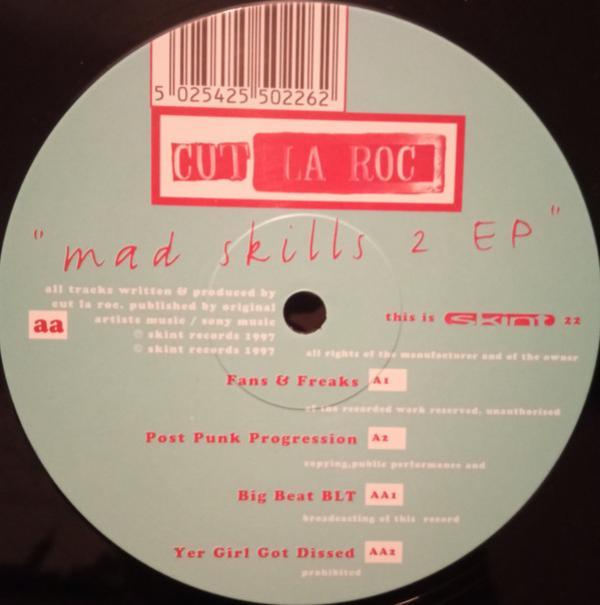 5 025425 502262
CUT LA ROC
"mad skills 2 EP"
all tracks written & produced by
cut la roc. published by original
artists music / sony music
© skint records 1997
© skint records 1997
aa
this is skint 22
all rights of the manufacturer and of the owner
Fans & Freaks A1
of the recorded work reserved. unauthorised
Post Punk Progression A2
copying,public performance and
Big Beat BLT AA1
broadcasting of this record
Yer Girl Got Dissed AA2
prohibited